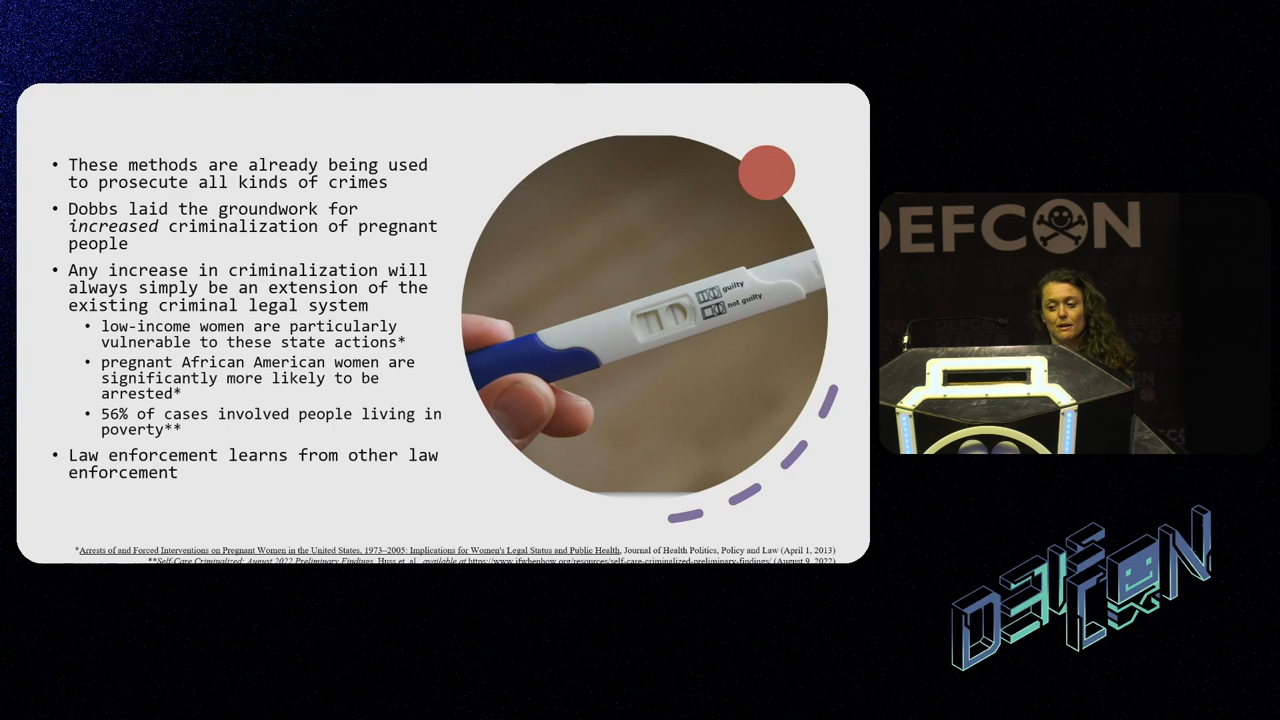 • These methods are already being used
to prosecute all kinds of crimes
• Dobbs laid the groundwork for
increased criminalization of pregnant
people
• Any increase in criminalization will
always simply be an extension of the
existing criminal legal system
• low-income women are particularly
vulnerable to these state actions*
• pregnant African American women are
significantly more likely to be
arrested*
• 56% of cases involved people living in
poverty**
• Law enforcement learns from other law
enforcement
guilty
not guilty
*Arrests of and Forced Interventions on Pregnant Women in the United States, 1973–2005: Implications for Women's Legal Status and Public Health, Journal of Health Politics, Policy and Law (April 1, 2013)
**Self-Care Criminalized: August 2022 Preliminary Findings, Huss et. al., available at https://www.ifwhenhow.org/resources/self-care-criminalized-preliminary-findings/ (August 9, 2022)
DEFCON
DEFCON